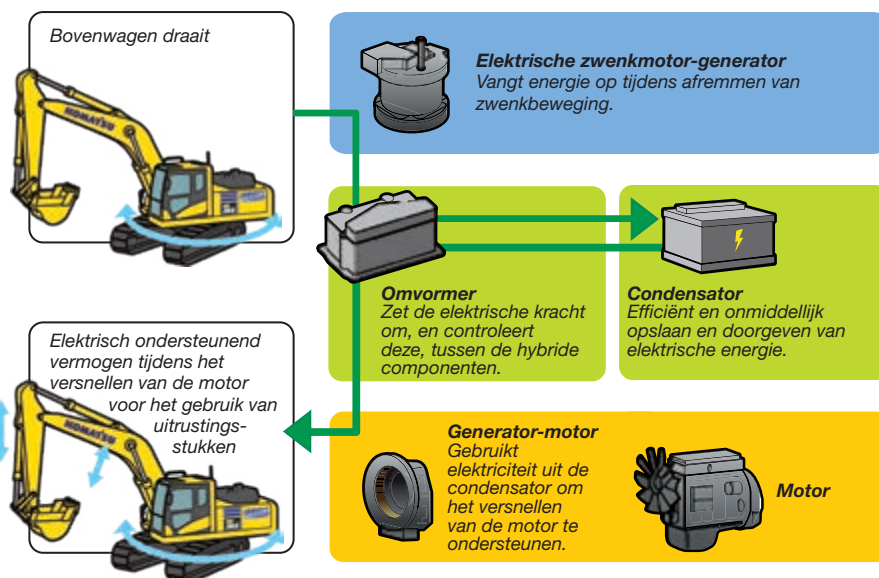 Bovenwagen draait
KOMATSU
Elektrische zwenkmotor-generator
Vangt energie op tijdens afremmen van
zwenkbeweging.
Omvormer
Zet de elektrische kracht
om, en controleert
deze, tussen de hybride
componenten.
Condensator
Efficiënt en onmiddellijk
opslaan en doorgeven van
elektrische energie.
Elektrisch ondersteunend
vermogen tijdens het
versnellen van de motor
voor het gebruik van
uitrustings-
stukken
KOMATSU
Generator-motor
Gebruikt
elektriciteit uit de
condensator om
het versnellen
van de motor te
ondersteunen.
Motor